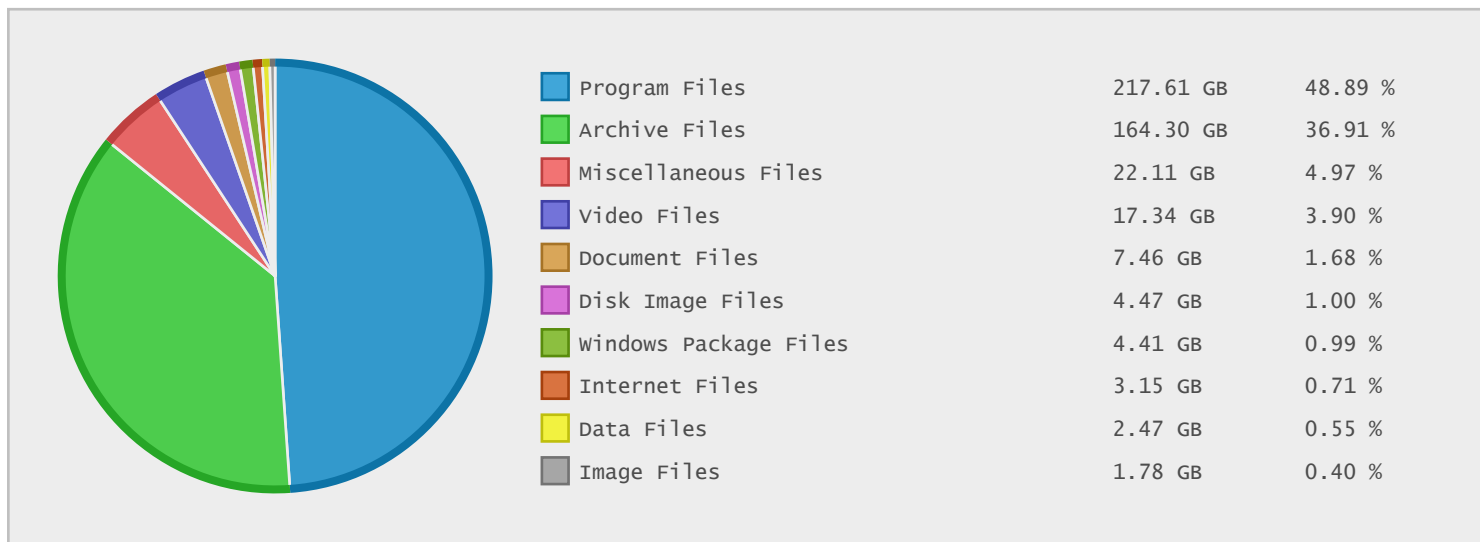 Program Files 217.61 GB 48.89 %
Archive Files 164.30 GB 36.91 %
Miscellaneous Files 22.11 GB 4.97 %
Video Files 17.34 GB 3.90 %
Document Files 7.46 GB 1.68 %
Disk Image Files 4.47 GB 1.00 %
Windows Package Files 4.41 GB 0.99 %
Internet Files 3.15 GB 0.71 %
Data Files 2.47 GB 0.55 %
Image Files 1.78 GB 0.40 %